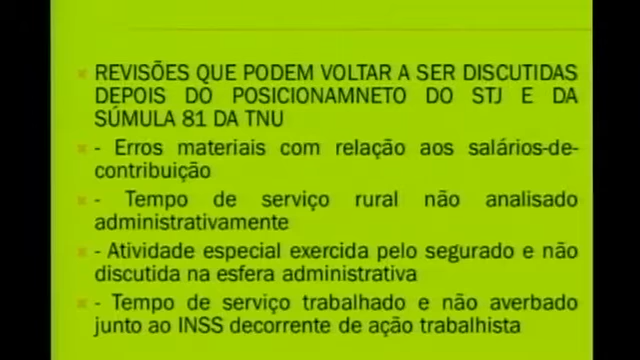 REVISÕES QUE PODEM VOLTAR A SER DISCUTIDAS
DEPOIS DO POSICIONAMNETO DO STJ E DA
SÚMULA 81 DA TNU
- Erros materiais com relação aos salários-de-
contribuição
- Tempo de serviço rural não analisado
administrativamente
- Atividade especial exercida pelo segurado e não
discutida na esfera administrativa
- Tempo de serviço trabalhado e não averbado
junto ao INSS decorrente de ação trabalhista